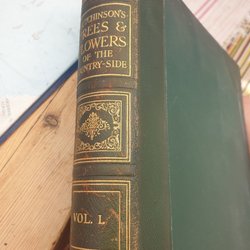 HUTCHINSON'S
TREES &
FLOWERS
OF THE
COUNTRY-SIDE
VOL. I.